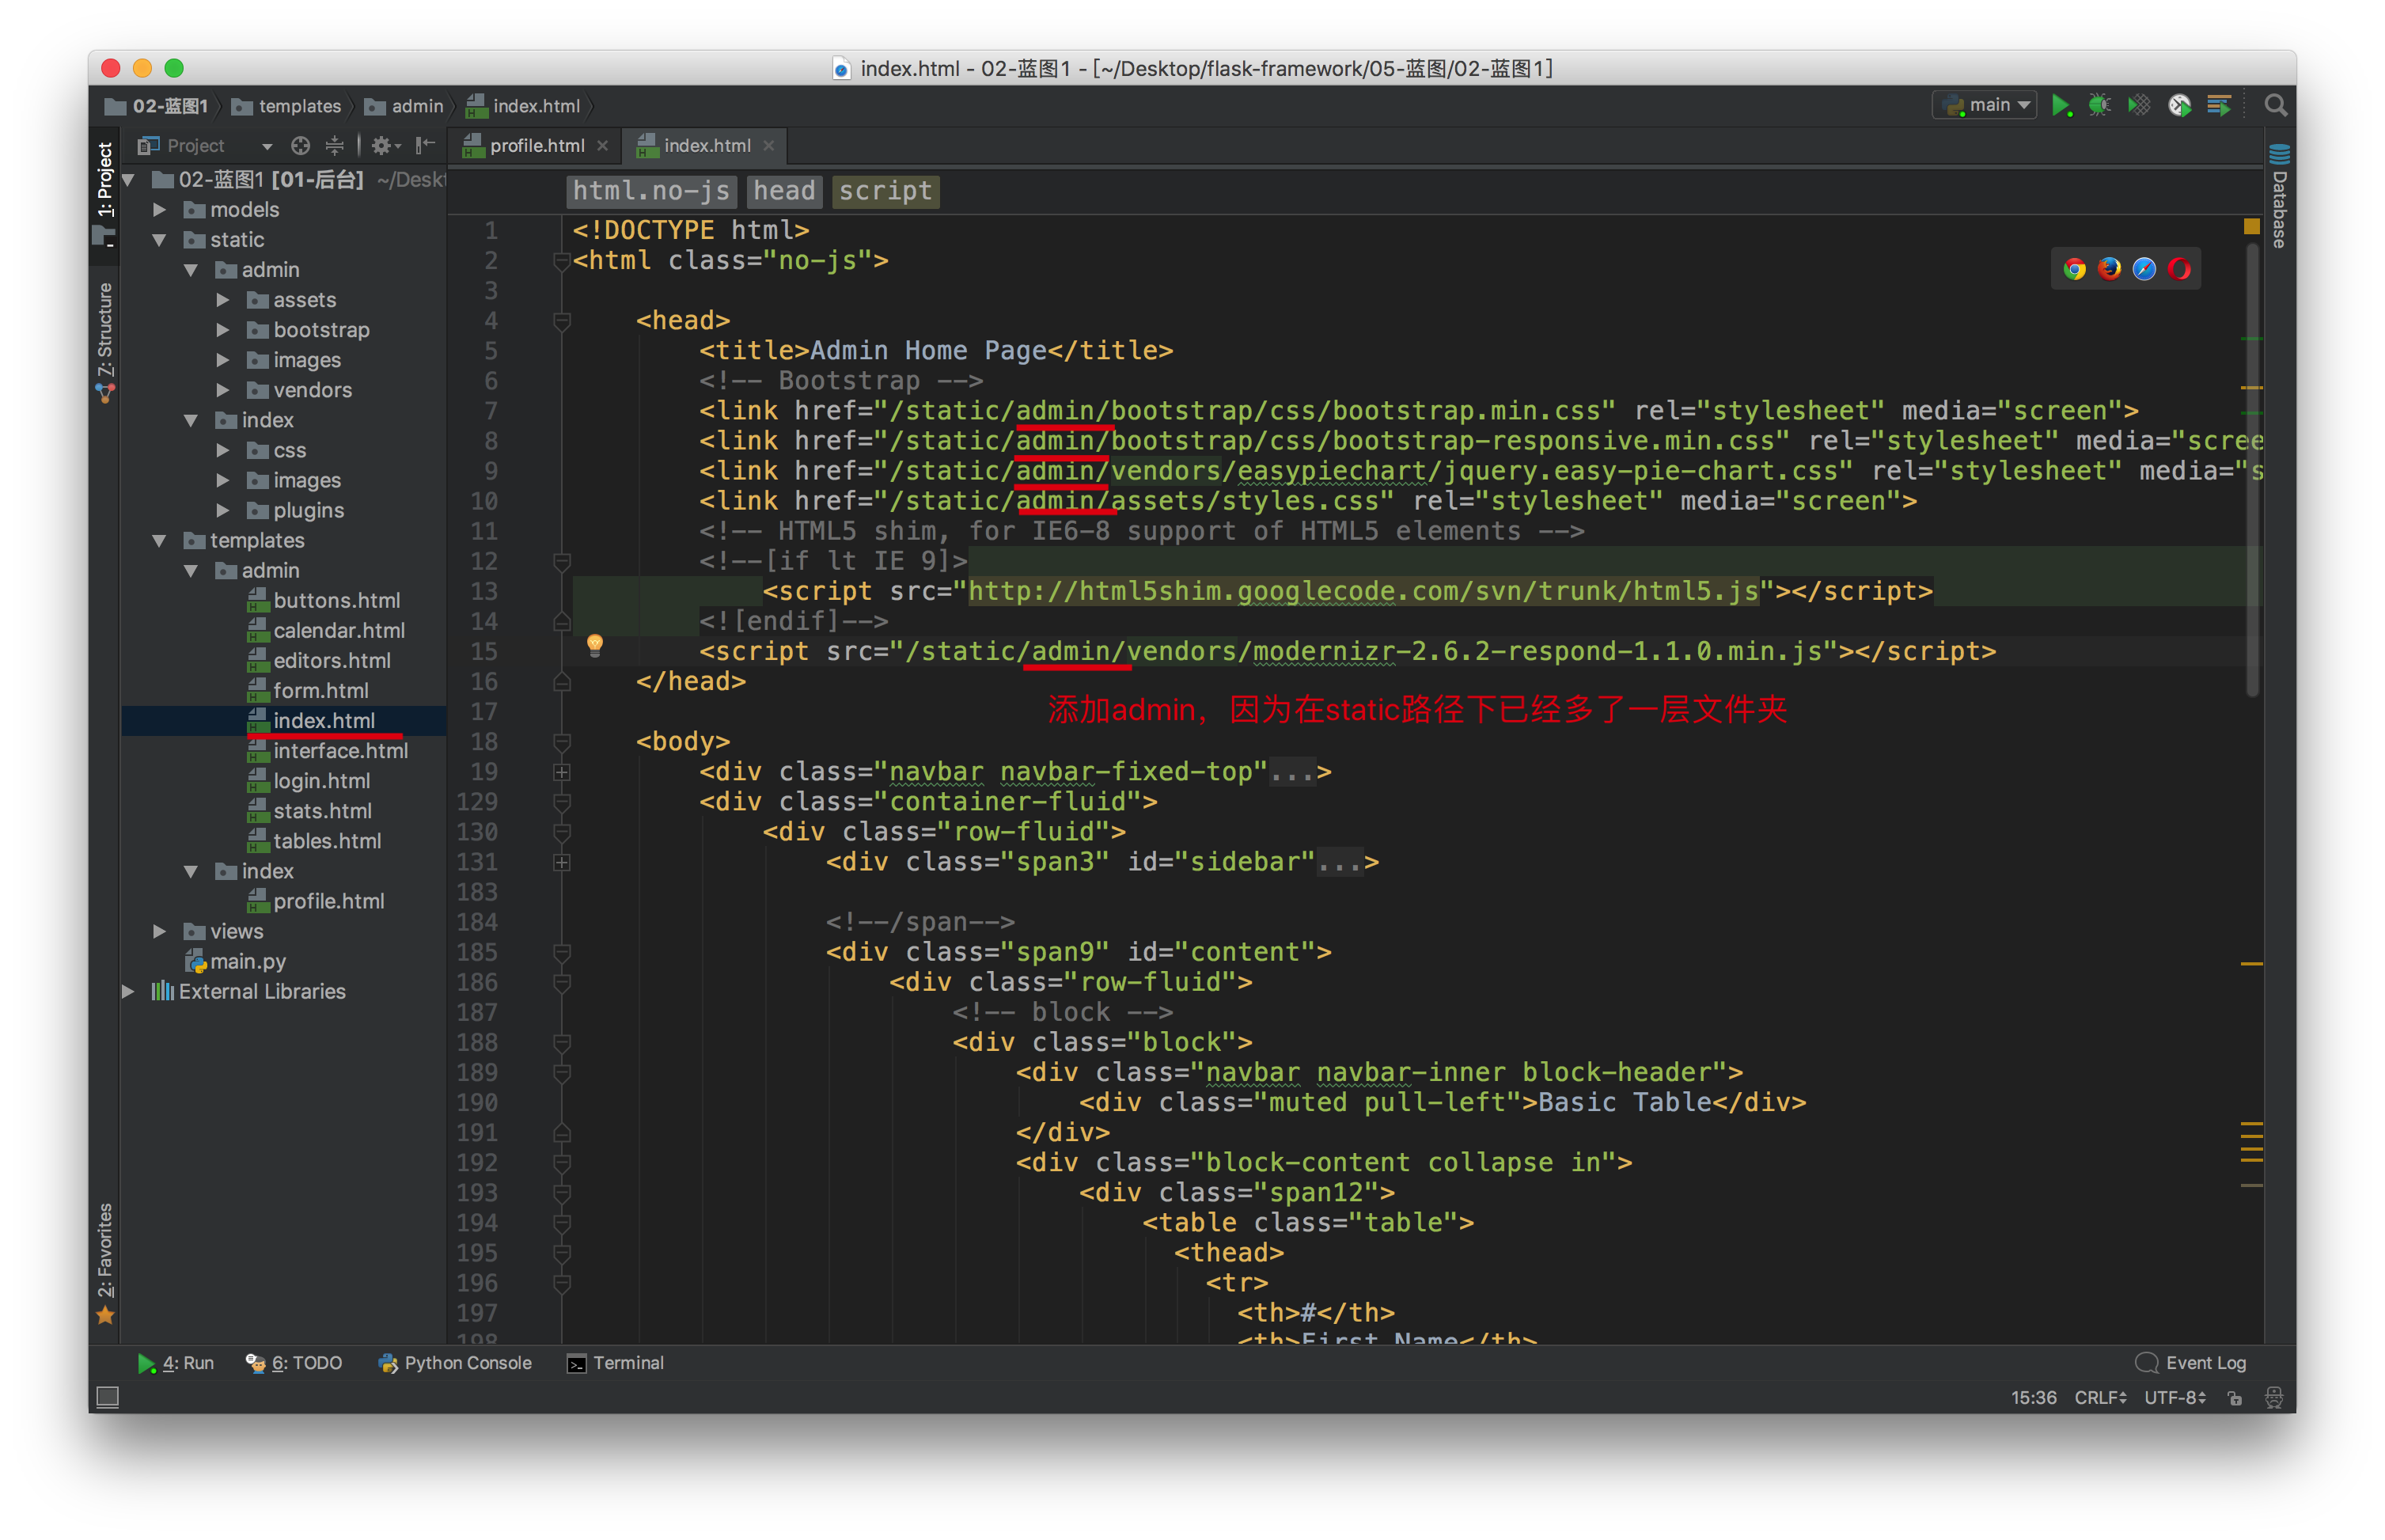 index.html - 02-蓝图1 - [~/Desktop/flask-framework/05-蓝图/02-蓝图1]
02-蓝图1 templates admin index.html main
Project profile.html index.html
1: Project
7: Structure
2: Favorites
Database
02-蓝图1 [01-后台] ~/Deskt
models
static
admin
assets
bootstrap
images
vendors
index
css
images
plugins
templates
admin
buttons.html
calendar.html
editors.html
form.html
index.html
interface.html
login.html
stats.html
tables.html
index
profile.html
views
main.py
External Libraries
html.no-js head script
1 <!DOCTYPE html>
2 <html class="no-js">
3
4 <head>
5 <title>Admin Home Page</title>
6 <!-- Bootstrap -->
7 <link href="/static/admin/bootstrap/css/bootstrap.min.css" rel="stylesheet" media="screen">
8 <link href="/static/admin/bootstrap/css/bootstrap-responsive.min.css" rel="stylesheet" media="scree
9 <link href="/static/admin/vendors/easypiechart/jquery.easy-pie-chart.css" rel="stylesheet" media="s
10 <link href="/static/admin/assets/styles.css" rel="stylesheet" media="screen">
11 <!-- HTML5 shim, for IE6-8 support of HTML5 elements -->
12 <!--[if lt IE 9]>
13 <script src="http://html5shim.googlecode.com/svn/trunk/html5.js"></script>
14 <![endif]-->
15 <script src="/static/admin/vendors/modernizr-2.6.2-respond-1.1.0.min.js"></script>
16 </head>
17 添加admin，因为在static路径下已经多了一层文件夹
18 <body>
19 <div class="navbar navbar-fixed-top"...>
129 <div class="container-fluid">
130 <div class="row-fluid">
131 <div class="span3" id="sidebar"...>
183
184 <!--/span-->
185 <div class="span9" id="content">
186 <div class="row-fluid">
187 <!-- block -->
188 <div class="block">
189 <div class="navbar navbar-inner block-header">
190 <div class="muted pull-left">Basic Table</div>
191 </div>
192 <div class="block-content collapse in">
193 <div class="span12">
194 <table class="table">
195 <thead>
196 <tr>
197 <th>#</th>
198 <th>First Name</th>
4: Run 6: TODO Python Console Terminal Event Log
15:36 CRLF UTF-8